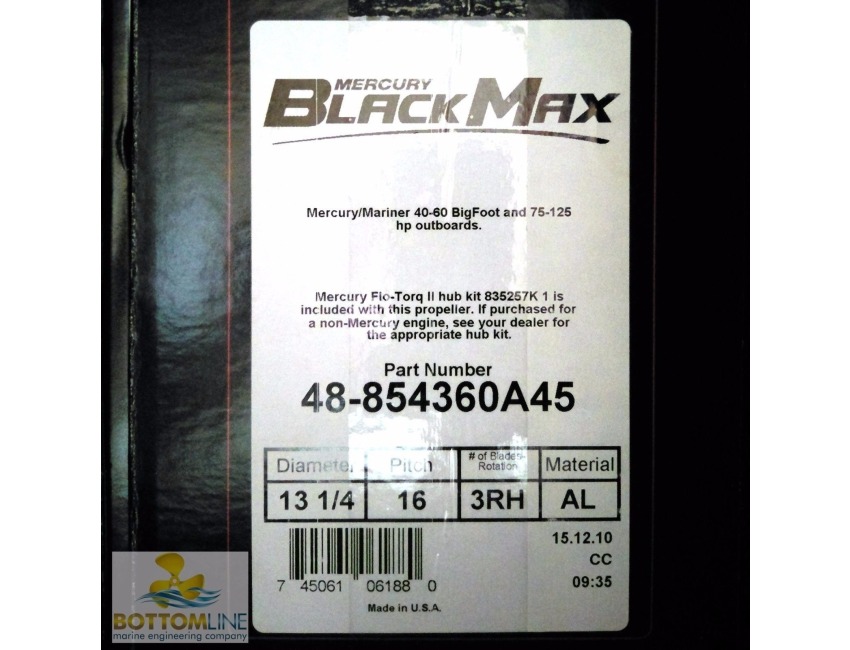 MERCURY
BLACKMAX
Mercury/Mariner 40-60 BigFoot and 75-125
hp outboards.
Mercury Flo-Torq II hub kit 835257K 1 is
included with this propeller. If purchased for
a non-Mercury engine, see your dealer for
the appropriate hub kit.
Part Number
48-854360A45
Diameter Pitch # of Blades- Material
Rotation
13 1/4 16 3RH AL
15.12.10
CC
7 45061 06188 0 09:35
Made in U.S.A.
BOTTOMLINE
marine engineering company